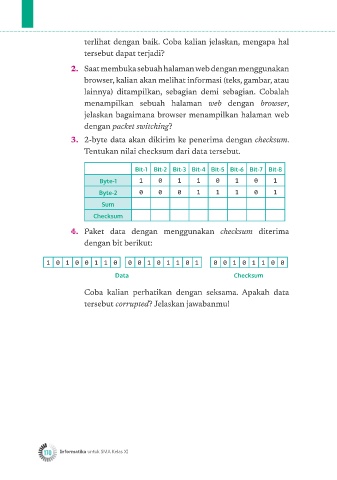 terlihat dengan baik. Coba kalian jelaskan, mengapa hal
tersebut dapat terjadi?
2. Saat membuka sebuah halaman web dengan menggunakan
browser, kalian akan melihat informasi (teks, gambar, atau
lainnya) ditampilkan, sebagian demi sebagian. Cobalah
menampilkan sebuah halaman web dengan browser,
jelaskan bagaimana browser menampilkan halaman web
dengan packet switching?
3. 2-byte data akan dikirim ke penerima dengan checksum.
Tentukan nilai checksum dari data tersebut.
Bit-1 Bit-2 Bit-3 Bit-4 Bit-5 Bit-6 Bit-7 Bit-8
Byte-1 1 0 1 1 0 1 0 1
Byte-2 0 0 0 1 1 1 0 1
Sum
Checksum
4. Paket data dengan menggunakan checksum diterima
dengan bit berikut:
1 0 1 0 0 1 1 0 0 0 1 0 1 1 0 1 0 0 1 0 1 1 0 0
Data Checksum
Coba kalian perhatikan dengan seksama. Apakah data
tersebut corrupted? Jelaskan jawabanmu!
178 Informatika untuk SMA Kelas XI